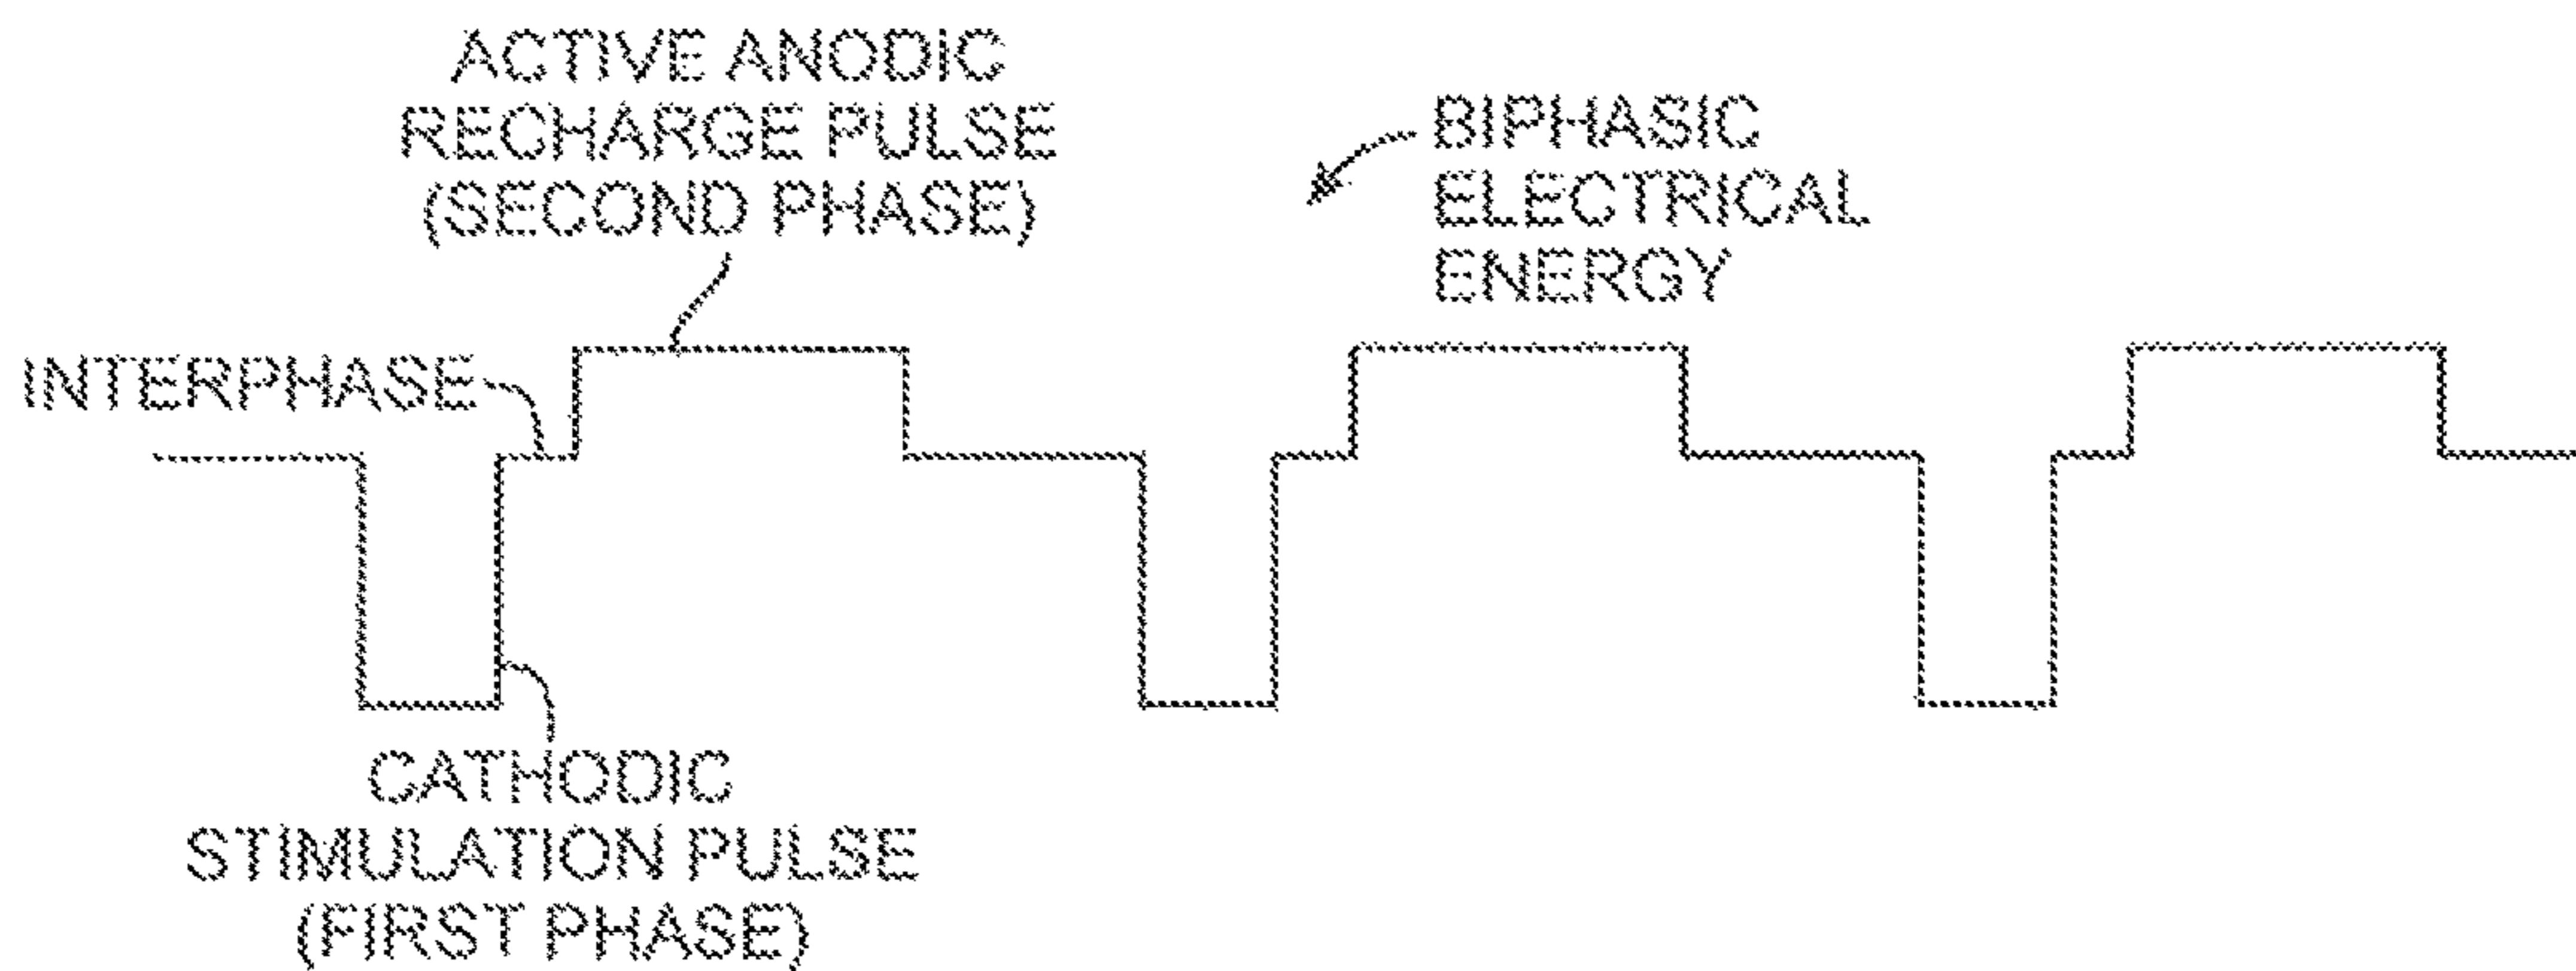 ACTIVE ANODIC
RECHARGE PULSE
(SECOND PHASE)
BIPHASIC
ELECTRICAL
ENERGY
INTERPHASE
CATHODIC
STIMULATION PULSE
(FIRST PHASE)